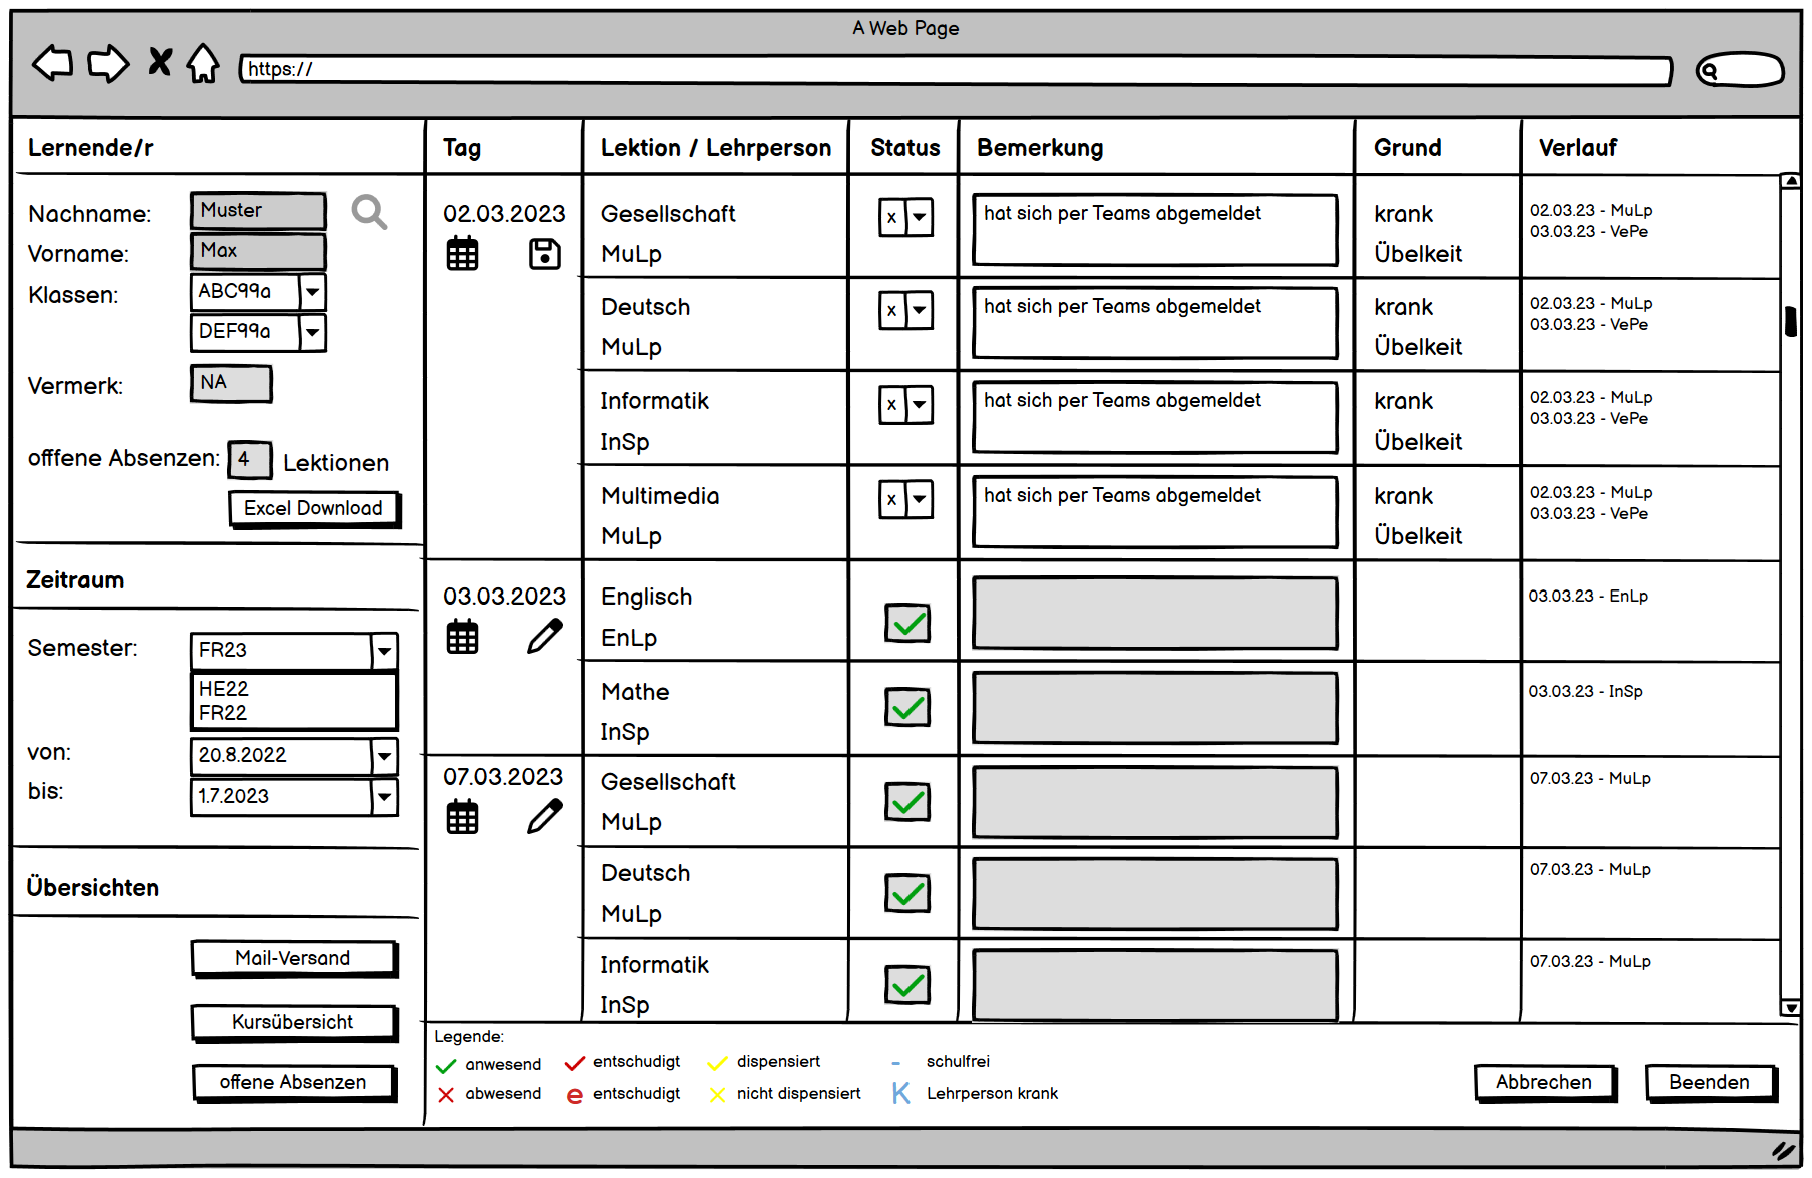 A Web Page
https://
Lernende/r
Nachname: Muster
Vorname: Max
Klassen: ABC99a
DEF99a
Vermerk: NA
offfene Absenzen: 4 Lektionen
Excel Download
Zeitraum
Semester: FR23
HE22
FR22
von: 20.8.2022
bis: 1.7.2023
Übersichten
Mail-Versand
Kursübersicht
offene Absenzen
Tag Lektion / Lehrperson Status Bemerkung Grund Verlauf
02.03.2023 Gesellschaft x hat sich per Teams abgemeldet krank 02.03.23 - MuLp
MuLp Übelkeit 03.03.23 - VePe
Deutsch x hat sich per Teams abgemeldet krank 02.03.23 - MuLp
MuLp Übelkeit 03.03.23 - VePe
Informatik x hat sich per Teams abgemeldet krank 02.03.23 - MuLp
InSp Übelkeit 03.03.23 - VePe
Multimedia x hat sich per Teams abgemeldet krank 02.03.23 - MuLp
MuLp Übelkeit 03.03.23 - VePe
03.03.2023 Englisch 03.03.23 - EnLp
EnLp
Mathe 03.03.23 - InSp
InSp
07.03.2023 Gesellschaft 07.03.23 - MuLp
MuLp
Deutsch 07.03.23 - MuLp
MuLp
Informatik 07.03.23 - MuLp
InSp
Legende:
anwesend entschudigt dispensiert - schulfrei
abwesend e entschudigt nicht dispensiert K Lehrperson krank
Abbrechen Beenden